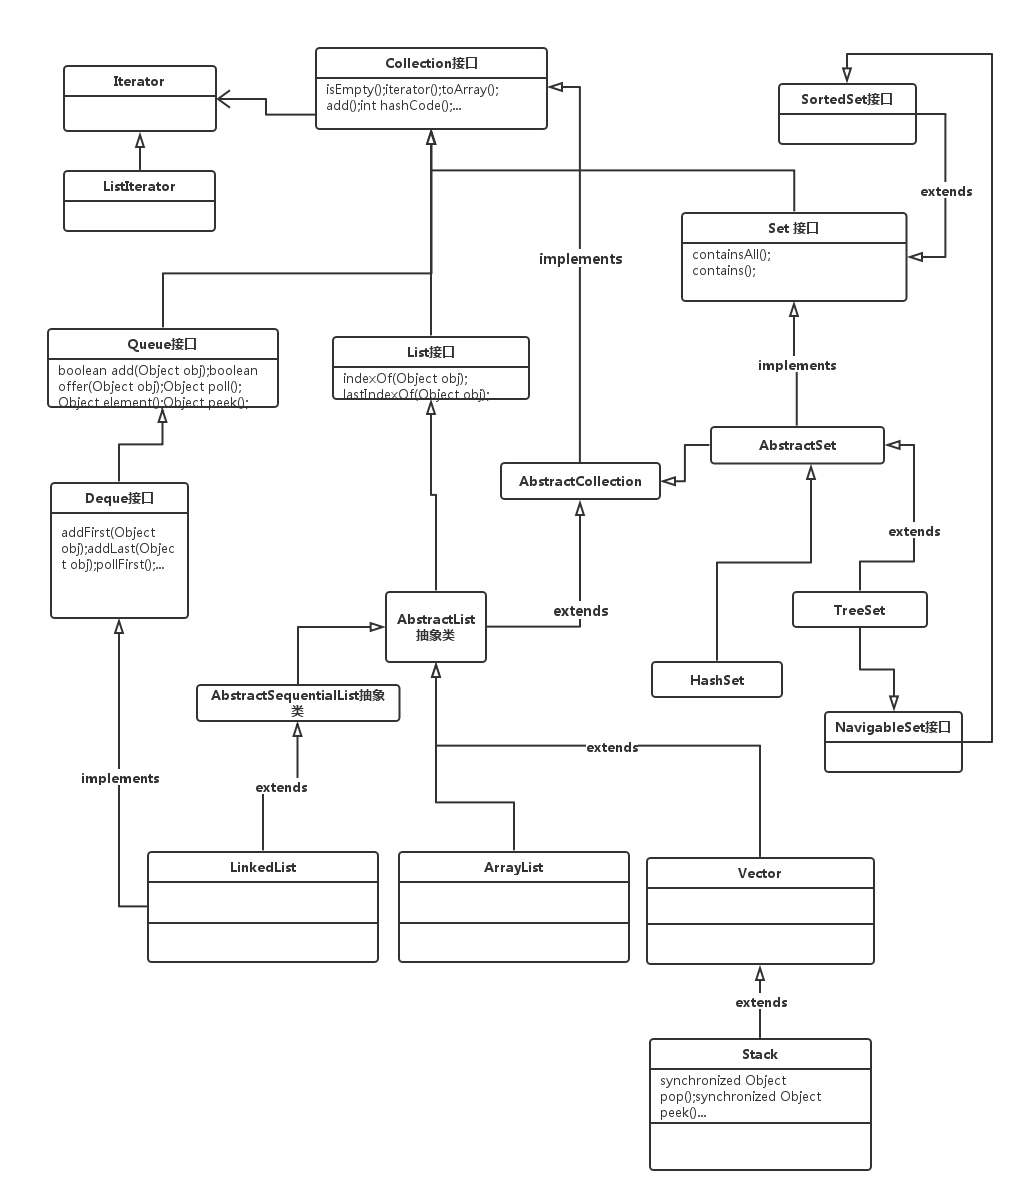 Collection接口
isEmpty();iterator();toArray();
add();int hashCode();...
Iterator
ListIterator
SortedSet接口
extends
Set 接口
containsAll();
contains();
implements
implements
Queue接口
boolean add(Object obj);boolean
offer(Object obj);Object poll();
Object element();Object peek();
List接口
indexOf(Object obj);
lastIndexOf(Object obj);
AbstractSet
AbstractCollection
Deque接口
addFirst(Object
obj);addLast(Objec
t obj);pollFirst();...
extends
AbstractList
抽象类
extends
TreeSet
HashSet
AbstractSequentialList抽象
类
NavigableSet接口
extends
implements
extends
LinkedList
ArrayList
Vector
extends
Stack
synchronized Object
pop();synchronized Object
peek()...